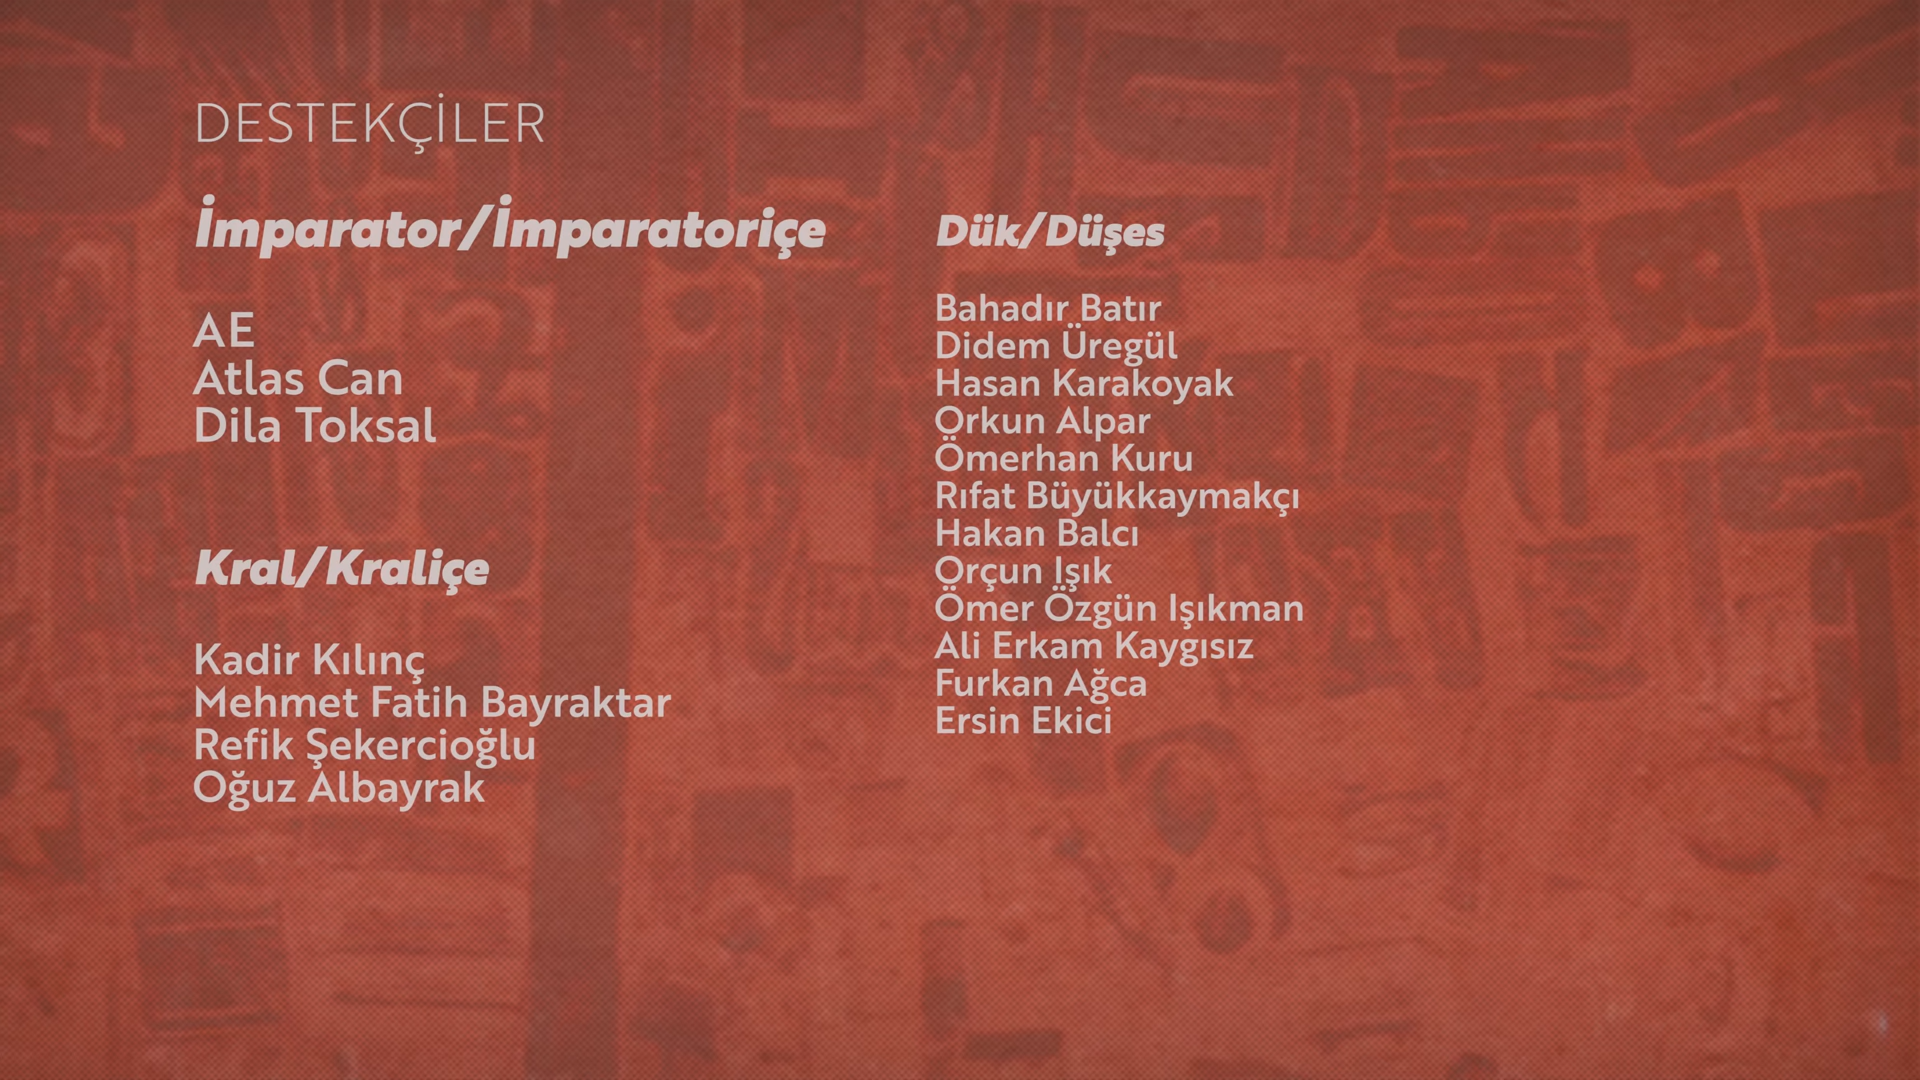 DESTEKÇİLER
İmparator/İmparatoriçe
AE
Atlas Can
Dila Toksal
Kral/Kraliçe
Kadir Kılınç
Mehmet Fatih Bayraktar
Refik Şekercioğlu
Oğuz Albayrak
Dük/Düşes
Bahadır Batır
Didem Üregül
Hasan Karakoyak
Orkun Alpar
Ömerhan Kuru
Rıfat Büyükkaymakçı
Hakan Balcı
Orçun Işık
Ömer Özgün Işıkman
Ali Erkam Kaygısız
Furkan Ağca
Ersin Ekici